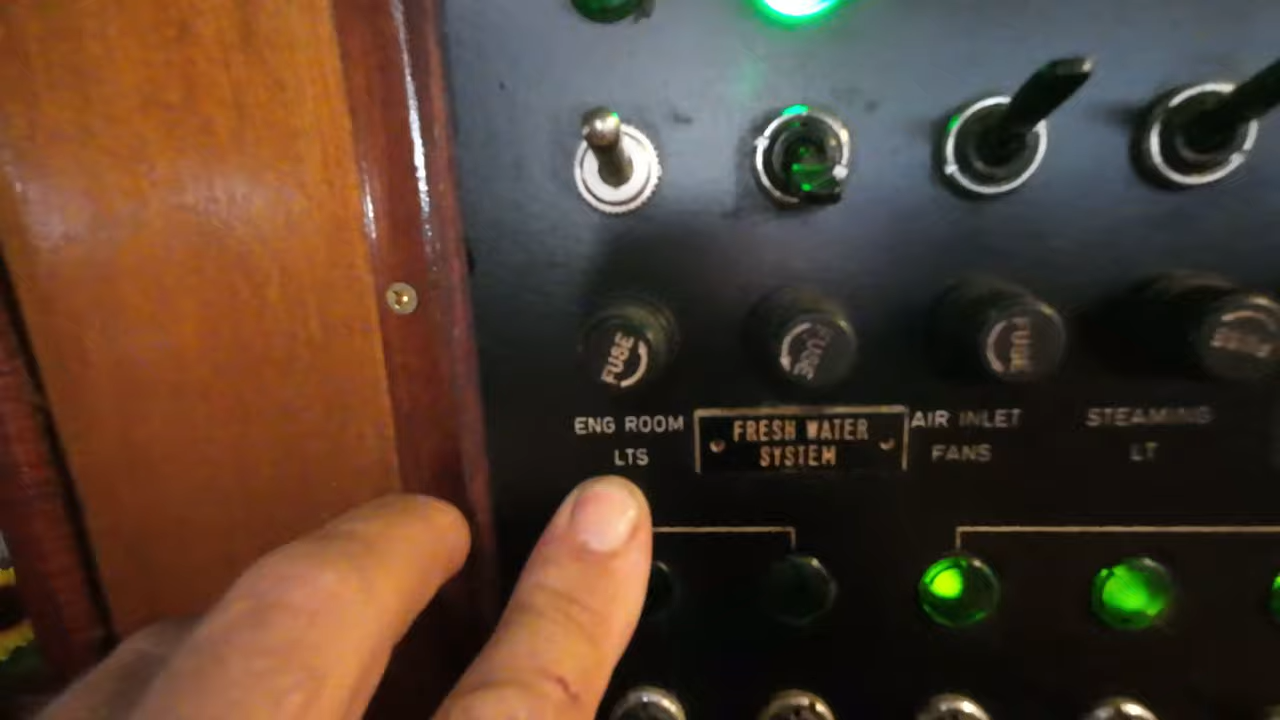 FUSE
FUSE
FUSE
ENG ROOM
LTS
FRESH WATER
SYSTEM
AIR INLET
FANS
STEAMING
LT